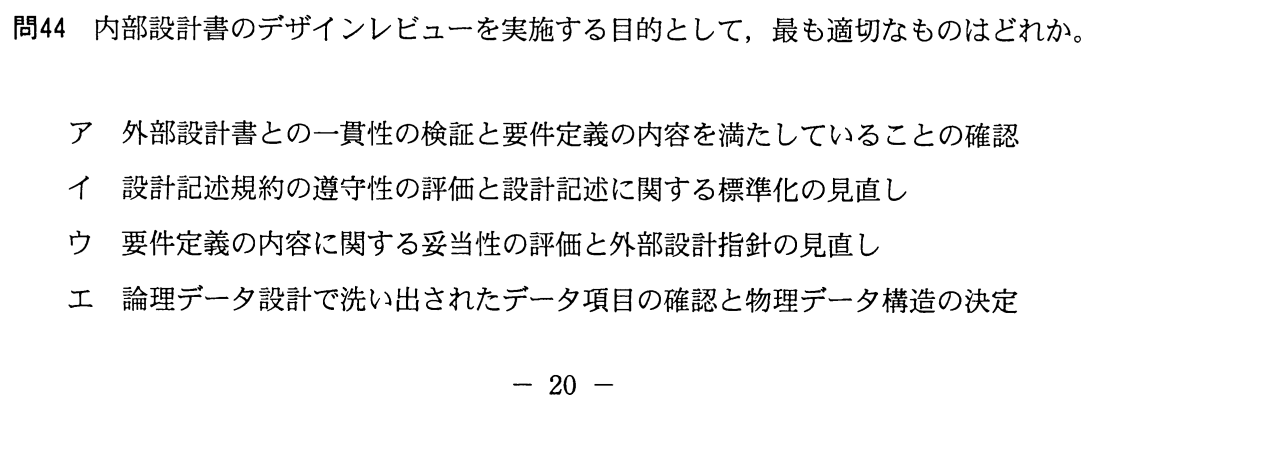 問44 内部設計書のデザインレビューを実施する目的として，最も適切なものはどれか。
ア 外部設計書との一貫性の検証と要件定義の内容を満たしていることの確認
イ 設計記述規約の遵守性の評価と設計記述に関する標準化の見直し
ウ 要件定義の内容に関する妥当性の評価と外部設計指針の見直し
エ 論理データ設計で洗い出されたデータ項目の確認と物理データ構造の決定
－ 20 －